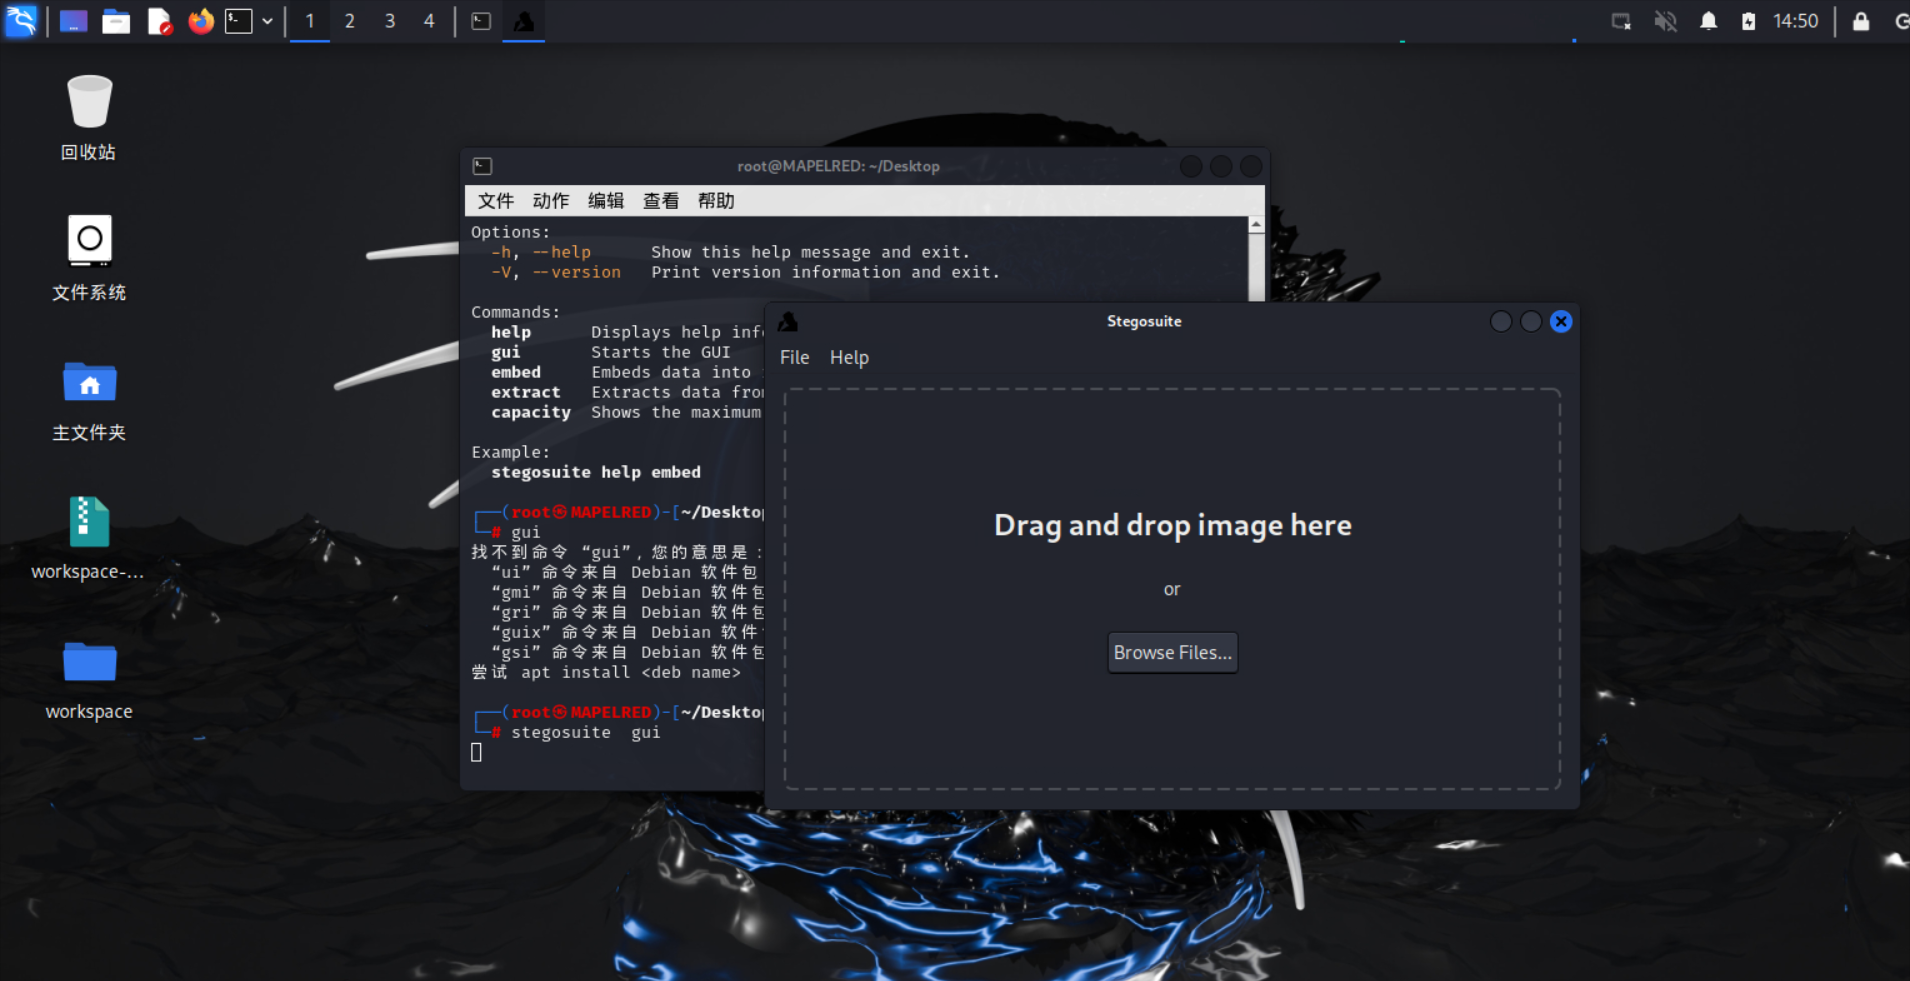 1 2 3 4
14:50
回收站
文件系统
主文件夹
workspace-...
workspace
root@MAPELRED: ~/Desktop
文件 动作 编辑 查看 帮助
Options:
-h, --help Show this help message and exit.
-V, --version Print version information and exit.
Commands:
help Displays help inf
gui Starts the GUI
embed Embeds data into
extract Extracts data fro
capacity Shows the maximum
Example:
stegosuite help embed
(root㉿MAPELRED)-[~/Deskto
# gui
找不到命令 “gui”，您的意思是：
“ui” 命令来自 Debian 软件包
“gmi” 命令来自 Debian 软件包
“gri” 命令来自 Debian 软件包
“guix” 命令来自 Debian 软件
“gsi” 命令来自 Debian 软件包
尝试 apt install <deb name>
(root㉿MAPELRED)-[~/Deskto
# stegosuite gui
Stegosuite
File Help
Drag and drop image here
or
Browse Files...